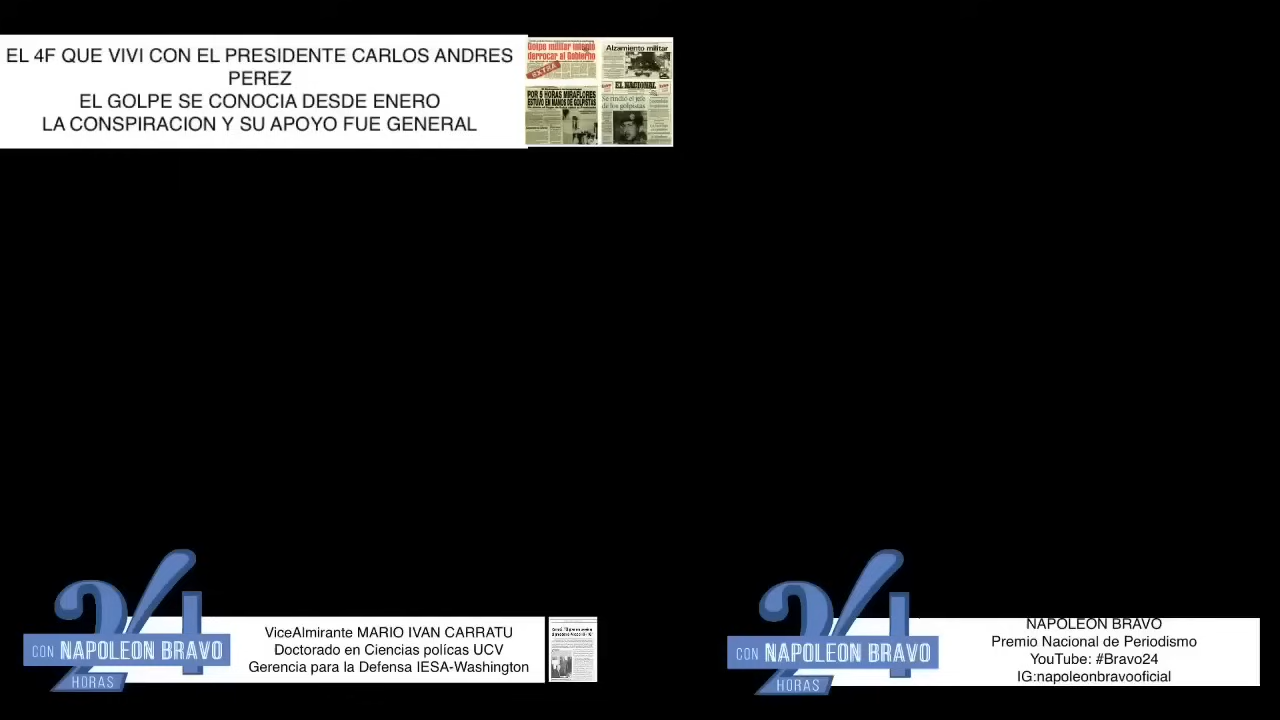 EL 4F QUE VIVI CON EL PRESIDENTE CARLOS ANDRES
PEREZ
EL GOLPE SE CONOCIA DESDE ENERO
LA CONSPIRACION Y SU APOYO FUE GENERAL
Golpe militar
derrocar al Gobierno
EXTRA
Alzamiento militar
POR 5 HORAS MIRAFLORES
ESTUVO EN MANOS DE GOLPISTAS
EL NACIONAL
Se rindió el jefe
de los golpistas
24
CON NAPOLEON BRAVO
HORAS
ViceAlmirante MARIO IVAN CARRATU
Doctorado en Ciencias polícas UCV
Gerencia para la Defensa IESA-Washington
24
CON NAPOLEON BRAVO
HORAS
NAPOLEON BRAVO
Premio Nacional de Periodismo
YouTube: #Bravo24
IG:napoleonbravooficial